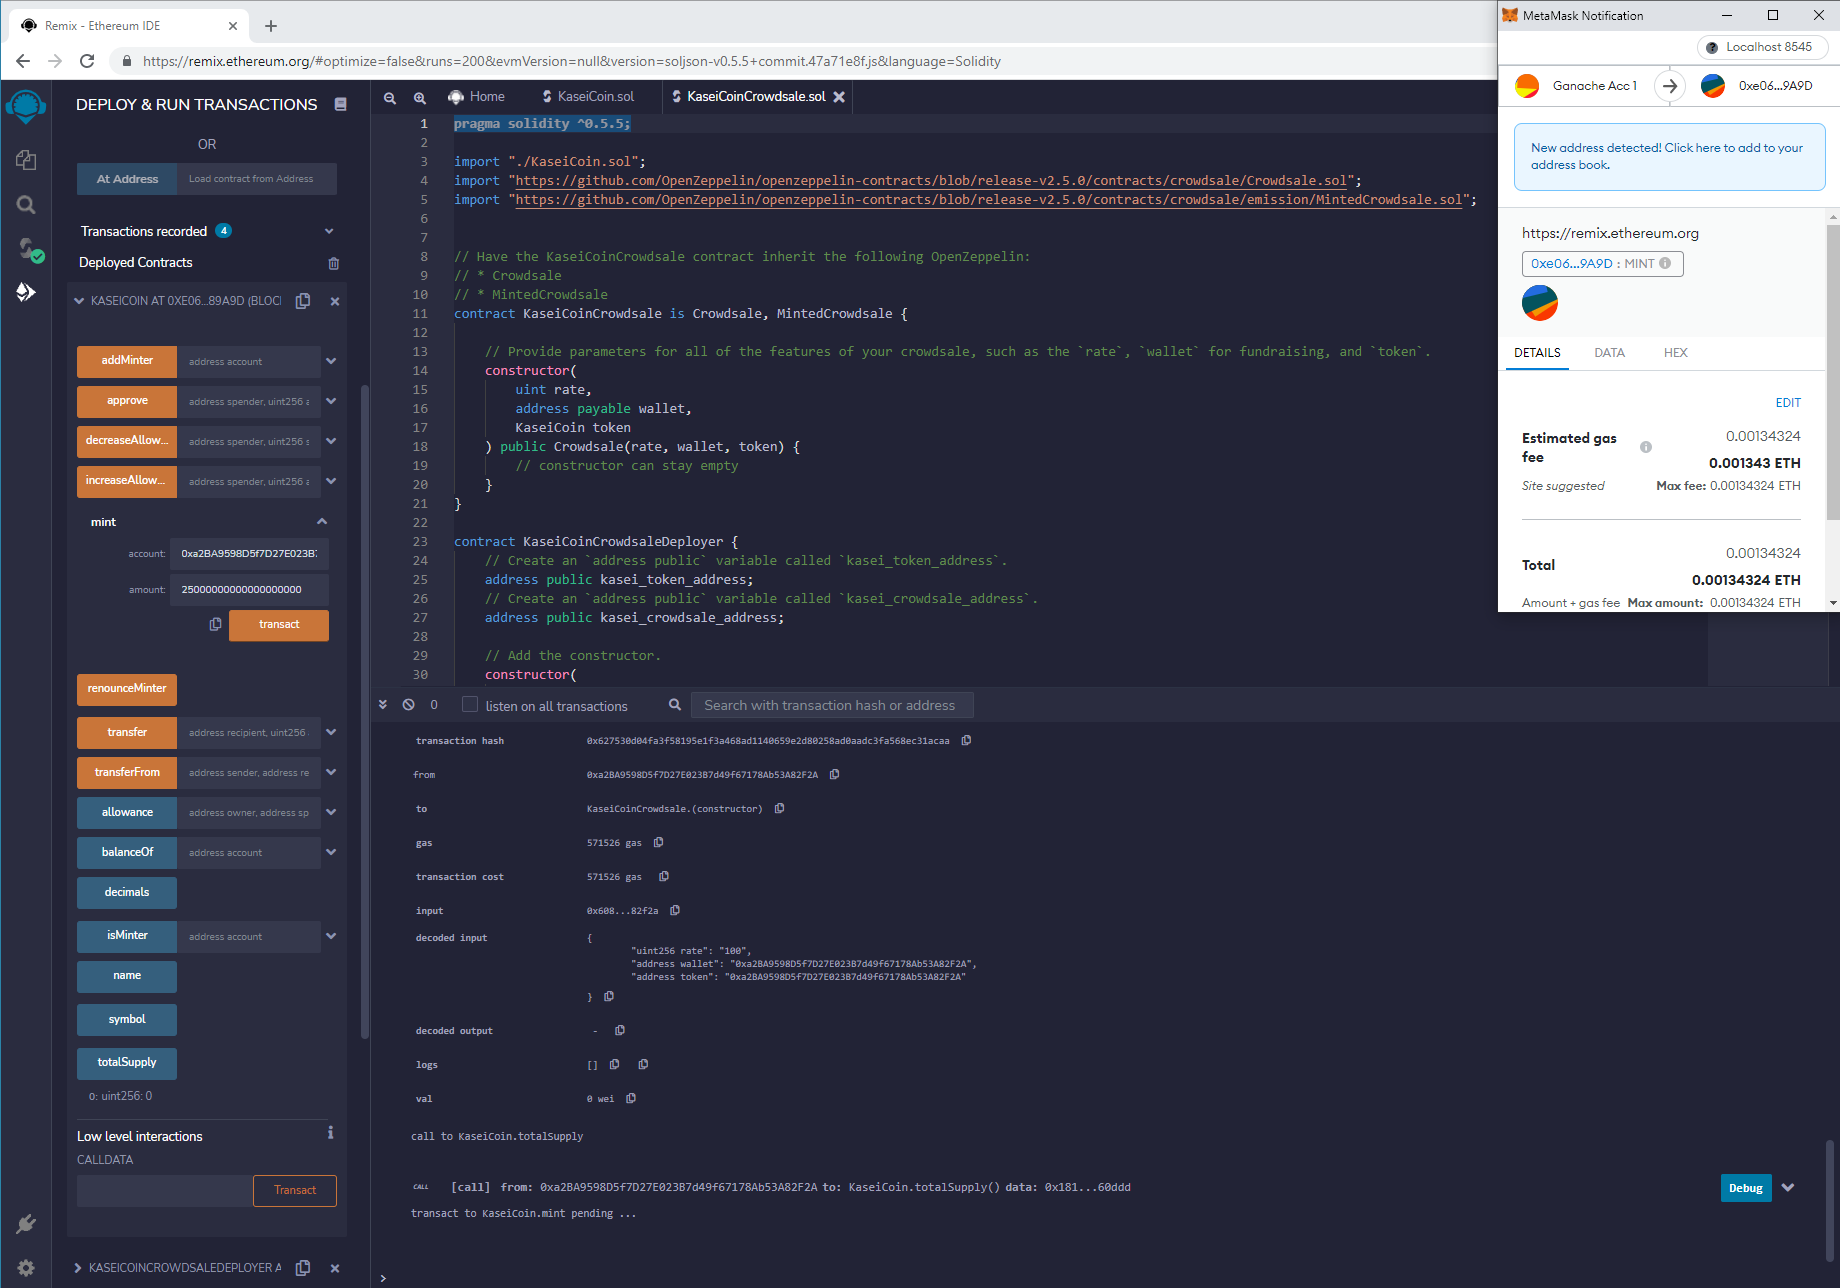 Remix - Ethereum IDE
https://remix.ethereum.org/#optimize=false&runs=200&evmVersion=null&version=soljson-v0.5.5+commit.47a71e8f.js&language=Solidity
DEPLOY & RUN TRANSACTIONS
OR
At Address
Load contract from Address
Transactions recorded 4
Deployed Contracts
KASEICOIN AT 0XE06...89A9D (BLOC
addMinter
address account
approve
address spender, uint256 a
decreaseAllow...
address spender, uint256 s
increaseAllow...
address spender, uint256 a
mint
account:
0xa2BA9598D5f7D27E023B
amount:
25000000000000000000
transact
renounceMinter
transfer
address recipient, uint256
transferFrom
address sender, address re
allowance
address owner, address sp
balanceOf
address account
decimals
isMinter
address account
name
symbol
totalSupply
0: uint256: 0
Low level interactions
CALLDATA
Transact
KASEICOINCROWDSALEDEPLOYER A
Home
KaseiCoin.sol
KaseiCoinCrowdsale.sol
1 pragma solidity ^0.5.5;
2
3 import "./KaseiCoin.sol";
4 import "https://github.com/OpenZeppelin/openzeppelin-contracts/blob/release-v2.5.0/contracts/crowdsale/Crowdsale.sol";
5 import "https://github.com/OpenZeppelin/openzeppelin-contracts/blob/release-v2.5.0/contracts/crowdsale/emission/MintedCrowdsale.sol";
6
7
8 // Have the KaseiCoinCrowdsale contract inherit the following OpenZeppelin:
9 // * Crowdsale
10 // * MintedCrowdsale
11 contract KaseiCoinCrowdsale is Crowdsale, MintedCrowdsale {
12
13 // Provide parameters for all of the features of your crowdsale, such as the `rate`, `wallet` for fundraising, and `token`.
14 constructor(
15 uint rate,
16 address payable wallet,
17 KaseiCoin token
18 ) public Crowdsale(rate, wallet, token) {
19 // constructor can stay empty
20 }
21 }
22
23 contract KaseiCoinCrowdsaleDeployer {
24 // Create an `address public` variable called `kasei_token_address`.
25 address public kasei_token_address;
26 // Create an `address public` variable called `kasei_crowdsale_address`.
27 address public kasei_crowdsale_address;
28
29 // Add the constructor.
30 constructor(
0
listen on all transactions
Search with transaction hash or address
transaction hash 0x627530d04fa3f58195e1f3a468ad1140659e2d80258ad0aadc3fa568ec31acaa
from 0xa2BA9598D5f7D27E023B7d49f67178Ab53A82F2A
to KaseiCoinCrowdsale.(constructor)
gas 571526 gas
transaction cost 571526 gas
input 0x608...82f2a
decoded input {
"uint256 rate": "100",
"address wallet": "0xa2BA9598D5f7D27E023B7d49f67178Ab53A82F2A",
"address token": "0xa2BA9598D5f7D27E023B7d49f67178Ab53A82F2A"
}
decoded output -
logs []
val 0 wei
call to KaseiCoin.totalSupply
CALL [call] from: 0xa2BA9598D5f7D27E023B7d49f67178Ab53A82F2A to: KaseiCoin.totalSupply() data: 0x181...60ddd
Debug
transact to KaseiCoin.mint pending ...
>
MetaMask Notification
Localhost 8545
Ganache Acc 1
0xe06...9A9D
New address detected! Click here to add to your
address book.
https://remix.ethereum.org
0xe06...9A9D : MINT
DETAILS
DATA
HEX
EDIT
Estimated gas
fee
0.00134324
0.001343 ETH
Site suggested
Max fee: 0.00134324 ETH
Total
0.00134324
0.00134324 ETH
Amount + gas fee
Max amount: 0.00134324 ETH